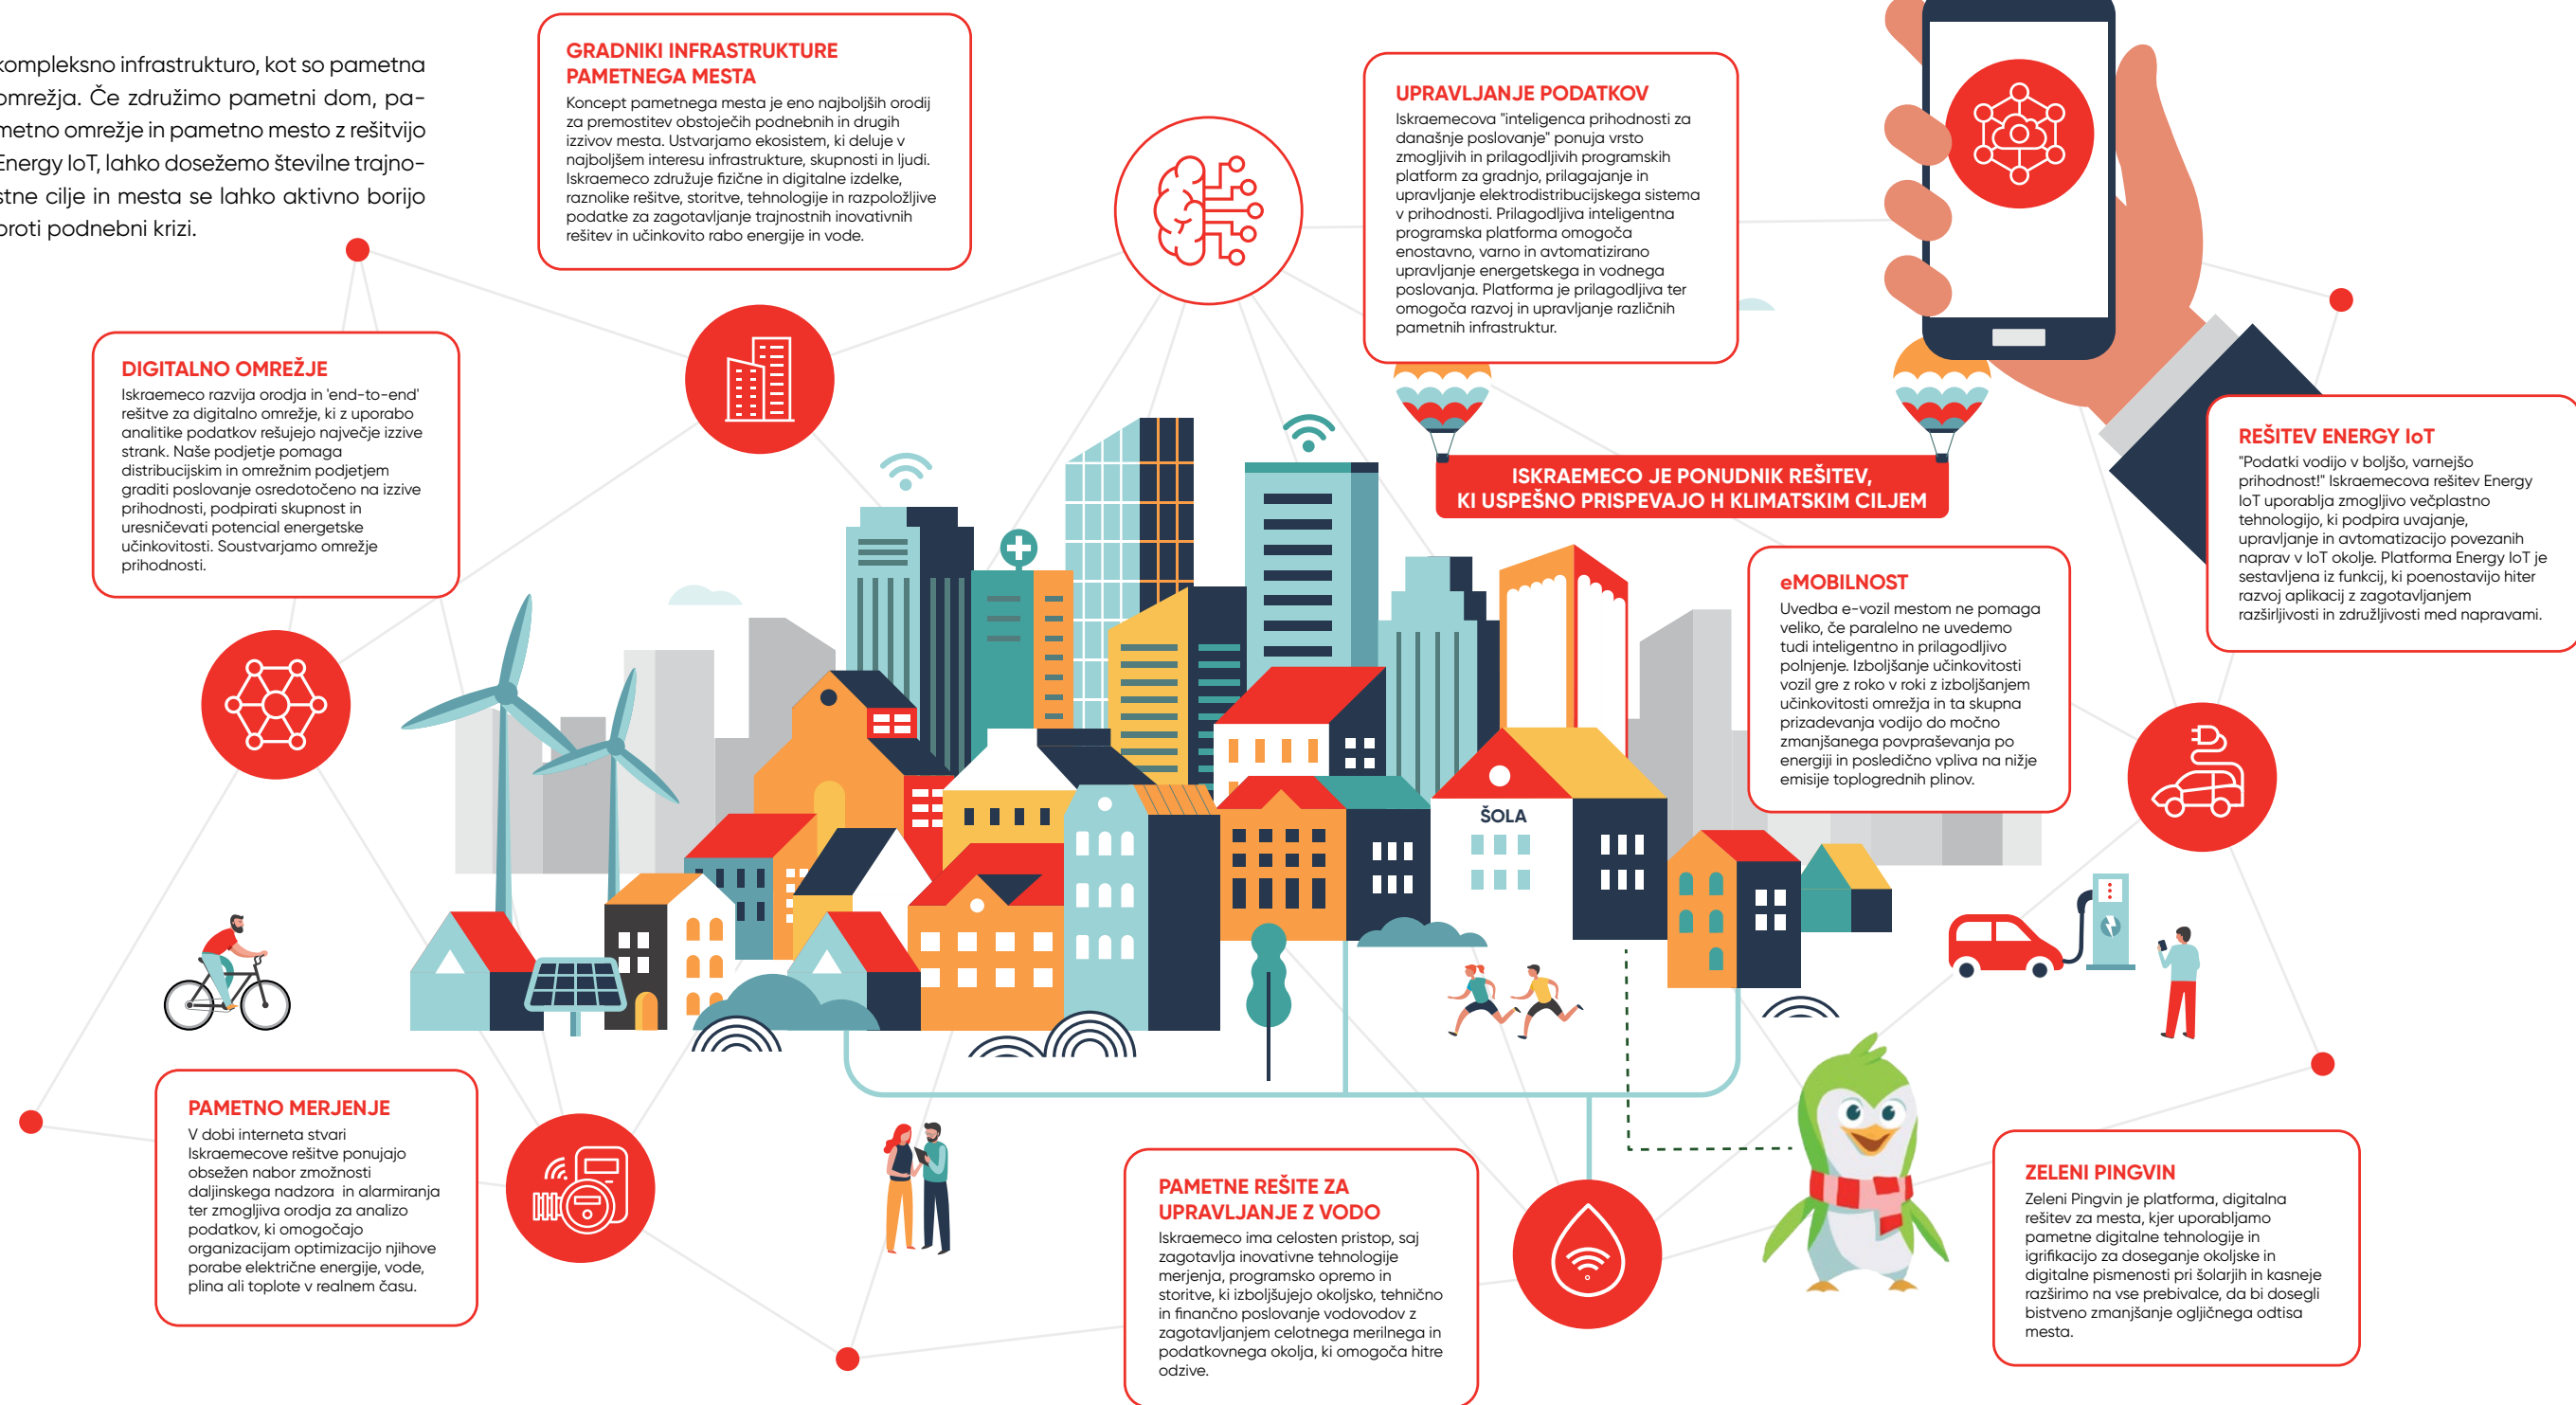 kompleksno infrastrukturo, kot so pametna
omrežja. Če združimo pametni dom, pa-
metno omrežje in pametno mesto z rešitvijo
Energy IoT, lahko dosežemo številne trajno-
stne cilje in mesta se lahko aktivno borijo
proti podnebni krizi.
GRADNIKI INFRASTRUKTURE
PAMETNEGA MESTA
Koncept pametnega mesta je eno najboljših orodij
za premostitev obstoječih podnebnih in drugih
izzivov mesta. Ustvarjamo ekosistem, ki deluje v
najboljšem interesu infrastrukture, skupnosti in ljudi.
Iskraemeco združuje fizične in digitalne izdelke,
raznolike rešitve, storitve, tehnologije in razpoložljive
podatke za zagotavljanje trajnostnih inovativnih
rešitev in učinkovito rabo energije in vode.
UPRAVLJANJE PODATKOV
Iskraemecova "inteligenca prihodnosti za
današnje poslovanje" ponuja vrsto
zmogljivih in prilagodljivih programskih
platform za gradnjo, prilagajanje in
upravljanje elektrodistribucijskega sistema
v prihodnosti. Prilagodljiva inteligentna
programska platforma omogoča
enostavno, varno in avtomatizirano
upravljanje energetskega in vodnega
poslovanja. Platforma je prilagodljiva ter
omogoča razvoj in upravljanje različnih
pametnih infrastruktur.
DIGITALNO OMREŽJE
Iskraemeco razvija orodja in 'end-to-end'
rešitve za digitalno omrežje, ki z uporabo
analitike podatkov rešujejo največje izzive
strank. Naše podjetje pomaga
distribucijskim in omrežnim podjetjem
graditi poslovanje osredotočeno na izzive
prihodnosti, podpirati skupnost in
uresničevati potencial energetske
učinkovitosti. Soustvarjamo omrežje
prihodnosti.
ISKRAEMECO JE PONUDNIK REŠITEV,
KI USPEŠNO PRISPEVAJO H KLIMATSKIM CILJEM
REŠITEV ENERGY IoT
"Podatki vodijo v boljšo, varnejšo
prihodnost!" Iskraemecova rešitev Energy
IoT uporablja zmogljivo večplastno
tehnologijo, ki podpira uvajanje,
upravljanje in avtomatizacijo povezanih
naprav v IoT okolje. Platforma Energy IoT je
sestavljena iz funkcij, ki poenostavijo hiter
razvoj aplikacij z zagotavljanjem
razširljivosti in združljivosti med napravami.
eMOBILNOST
Uvedba e-vozil mestom ne pomaga
veliko, če paralelno ne uvedemo
tudi inteligentno in prilagodljivo
polnjenje. Izboljšanje učinkovitosti
vozil gre z roko v roki z izboljšanjem
učinkovitosti omrežja in ta skupna
prizadevanja vodijo do močno
zmanjšanega povpraševanja po
energiji in posledično vpliva na nižje
emisije toplogrednih plinov.
ŠOLA
PAMETNO MERJENJE
V dobi interneta stvari
Iskraemecove rešitve ponujajo
obsežen nabor zmožnosti
daljinskega nadzora  in alarmiranja
ter zmogljiva orodja za analizo
podatkov, ki omogočajo
organizacijam optimizacijo njihove
porabe električne energije, vode,
plina ali toplote v realnem času.
PAMETNE REŠITE ZA
UPRAVLJANJE Z VODO
Iskraemeco ima celosten pristop, saj
zagotavlja inovativne tehnologije
merjenja, programsko opremo in
storitve, ki izboljšujejo okoljsko, tehnično
in finančno poslovanje vodovodov z
zagotavljanjem celotnega merilnega in
podatkovnega okolja, ki omogoča hitre
odzive.
ZELENI PINGVIN
Zeleni Pingvin je platforma, digitalna
rešitev za mesta, kjer uporabljamo
pametne digitalne tehnologije in
igrifikacijo za doseganje okoljske in
digitalne pismenosti pri šolarjih in kasneje
razširimo na vse prebivalce, da bi dosegli
bistveno zmanjšanje ogljičnega odtisa
mesta.